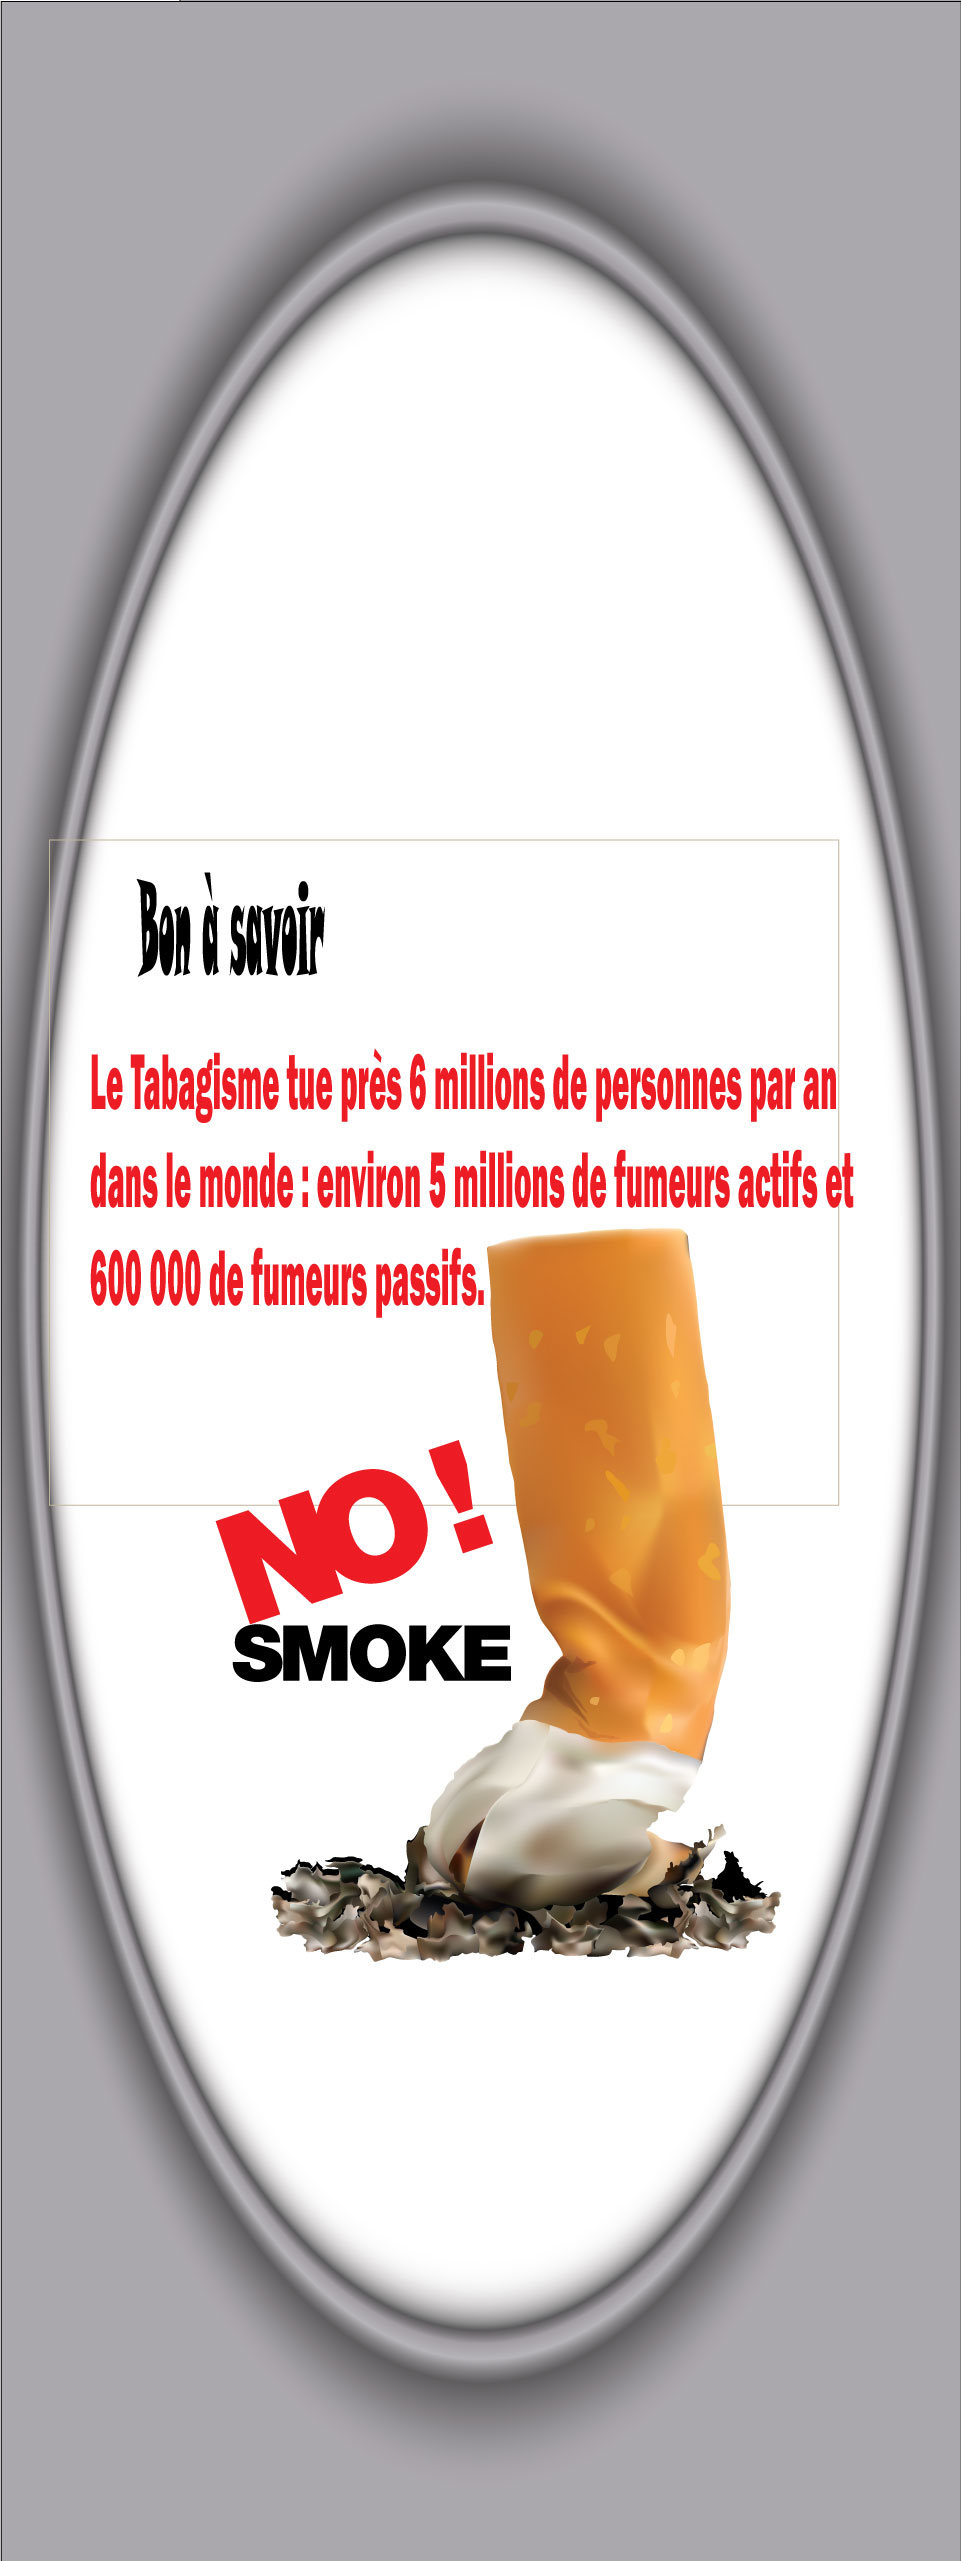 Bon à savoir
Le Tabagisme tue près 6 millions de personnes par an
dans le monde : environ 5 millions de fumeurs actifs et
600 000 de fumeurs passifs.
NO !
SMOKE